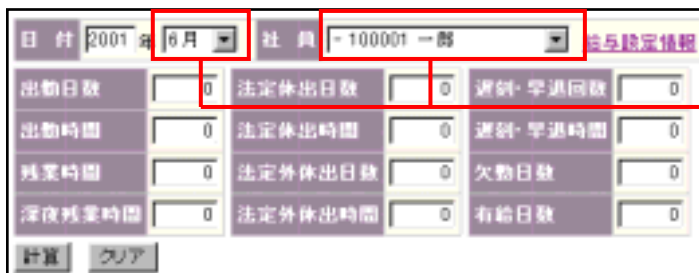 日 付 2001 年 6月 社 員 - 100001 一郎 給与設定情報
出勤日数 0 法定休出日数 0 遅刻・早退回数 0
出勤時間 0 法定休出時間 0 遅刻・早退時間 0
残業時間 0 法定外休出日数 0 欠勤日数 0
深夜残業時間 0 法定外休出時間 0 有給日数 0
計算 クリア